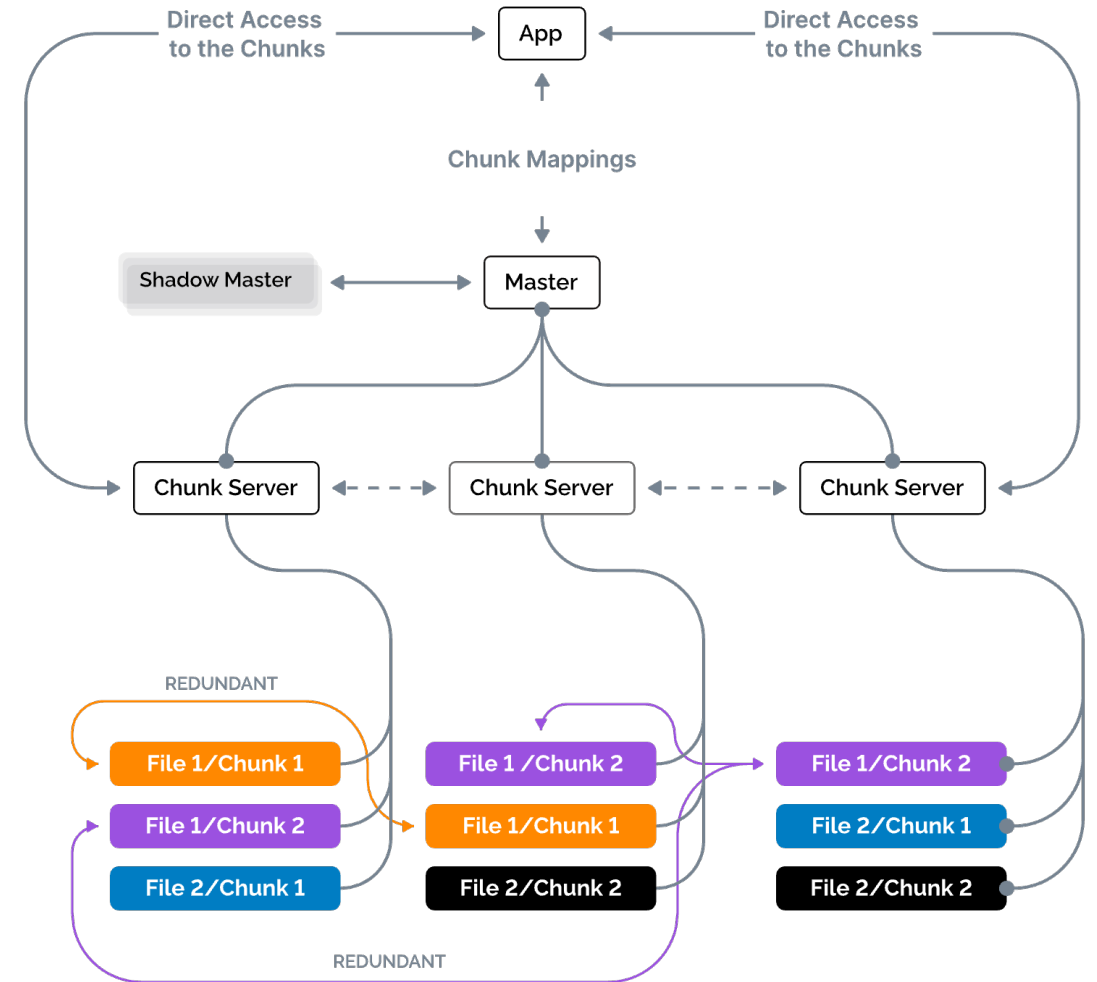 Direct Access
to the Chunks
App
Direct Access
to the Chunks
Chunk Mappings
Shadow Master
Master
Chunk Server
Chunk Server
Chunk Server
REDUNDANT
File 1/Chunk 1
File 1 /Chunk 2
File 1/Chunk 2
File 1/Chunk 2
File 1/Chunk 1
File 2/Chunk 1
File 2/Chunk 1
File 2/Chunk 2
File 2/Chunk 2
REDUNDANT